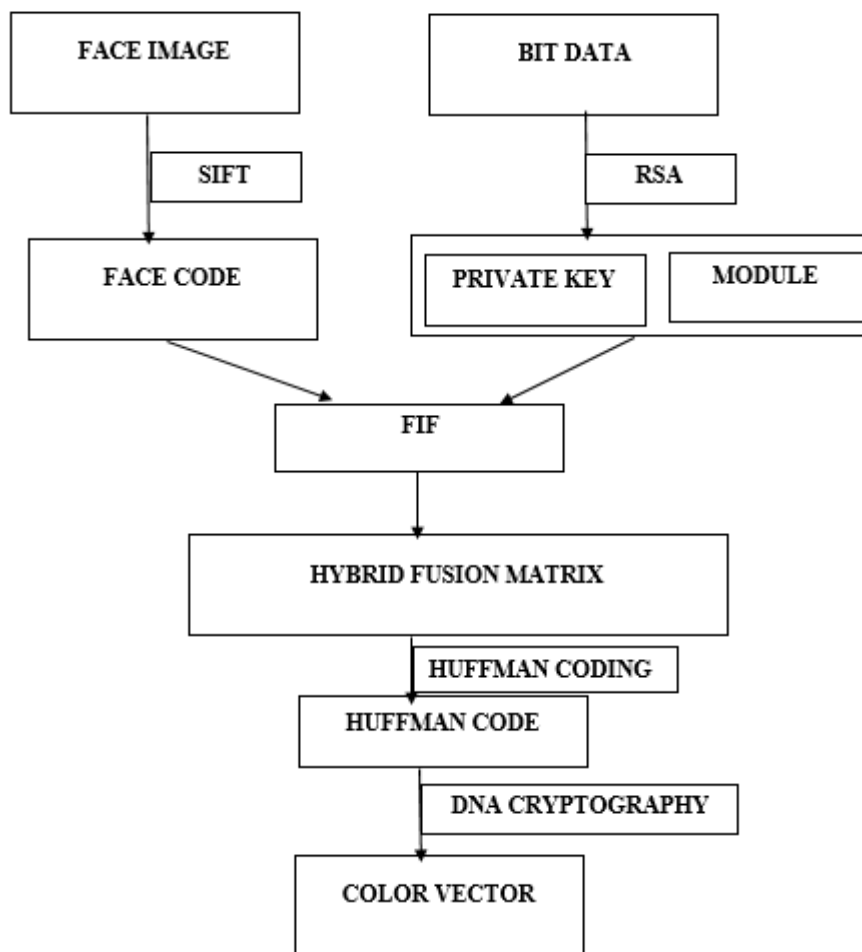 FACE IMAGE
BIT DATA
SIFT
RSA
FACE CODE
PRIVATE KEY
MODULE
FIF
HYBRID FUSION MATRIX
HUFFMAN CODING
HUFFMAN CODE
DNA CRYPTOGRAPHY
COLOR VECTOR